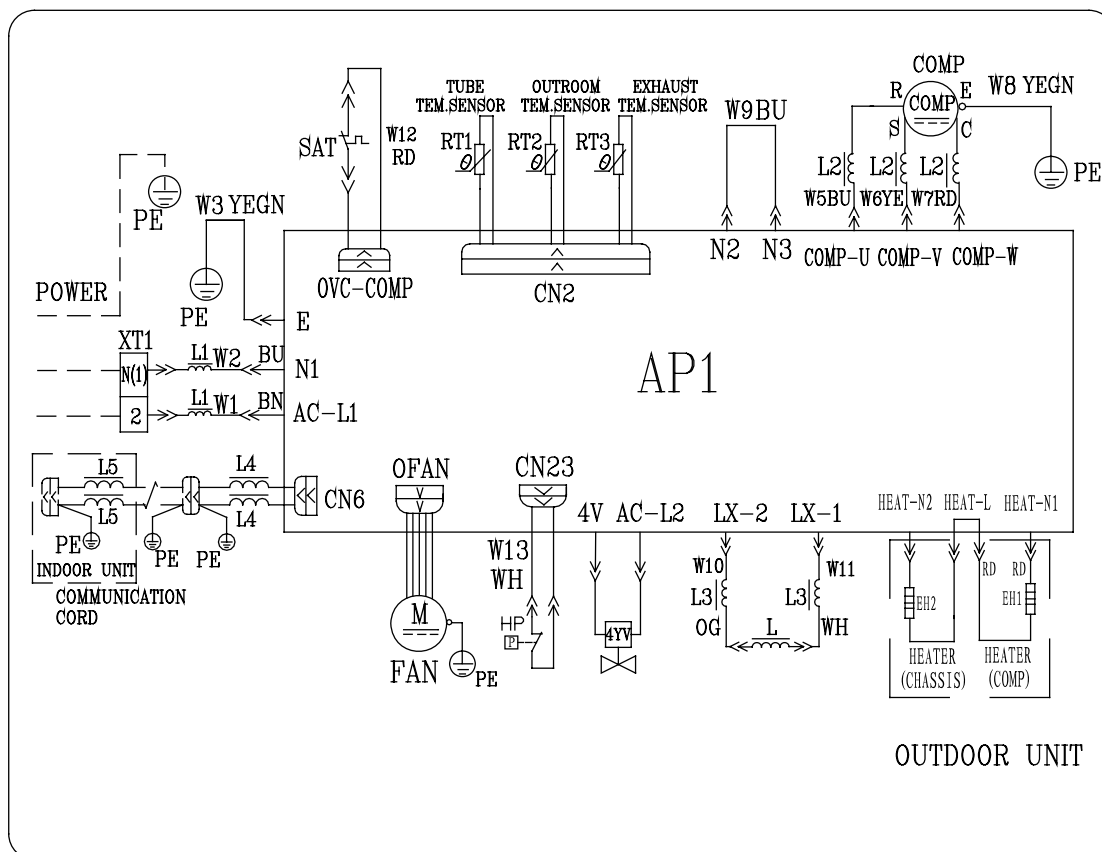 COMP
TUBE
TEM.SENSOR
OUTROOM
TEM.SENSOR
EXHAUST
TEM.SENSOR
R
E
COMP
S
C
W8 YEGN
W9BU
W12
RD
SAT
RT1
RT2
RT3
L2
L2
L2
W5BU
W6YE
W7RD
PE
PE
W3 YEGN
OVC-COMP
CN2
N2
N3
COMP-U
COMP-V
COMP-W
POWER
PE
E
XT1
N(1)
L1
W2
BU
N1
2
L1
W1
BN
AC-L1
AP1
L5
L4
L5
L4
CN6
OFAN
CN23
4V
AC-L2
LX-2
LX-1
HEAT-N2
HEAT-L
HEAT-N1
PE
PE
PE
INDOOR UNIT
COMMUNICATION
CORD
W13
WH
W10
W11
RD
RD
L3
L3
EH2
EH1
M
HP
P
4YV
OG
L
WH
FAN
PE
HEATER
(CHASSIS)
HEATER
(COMP)
OUTDOOR UNIT